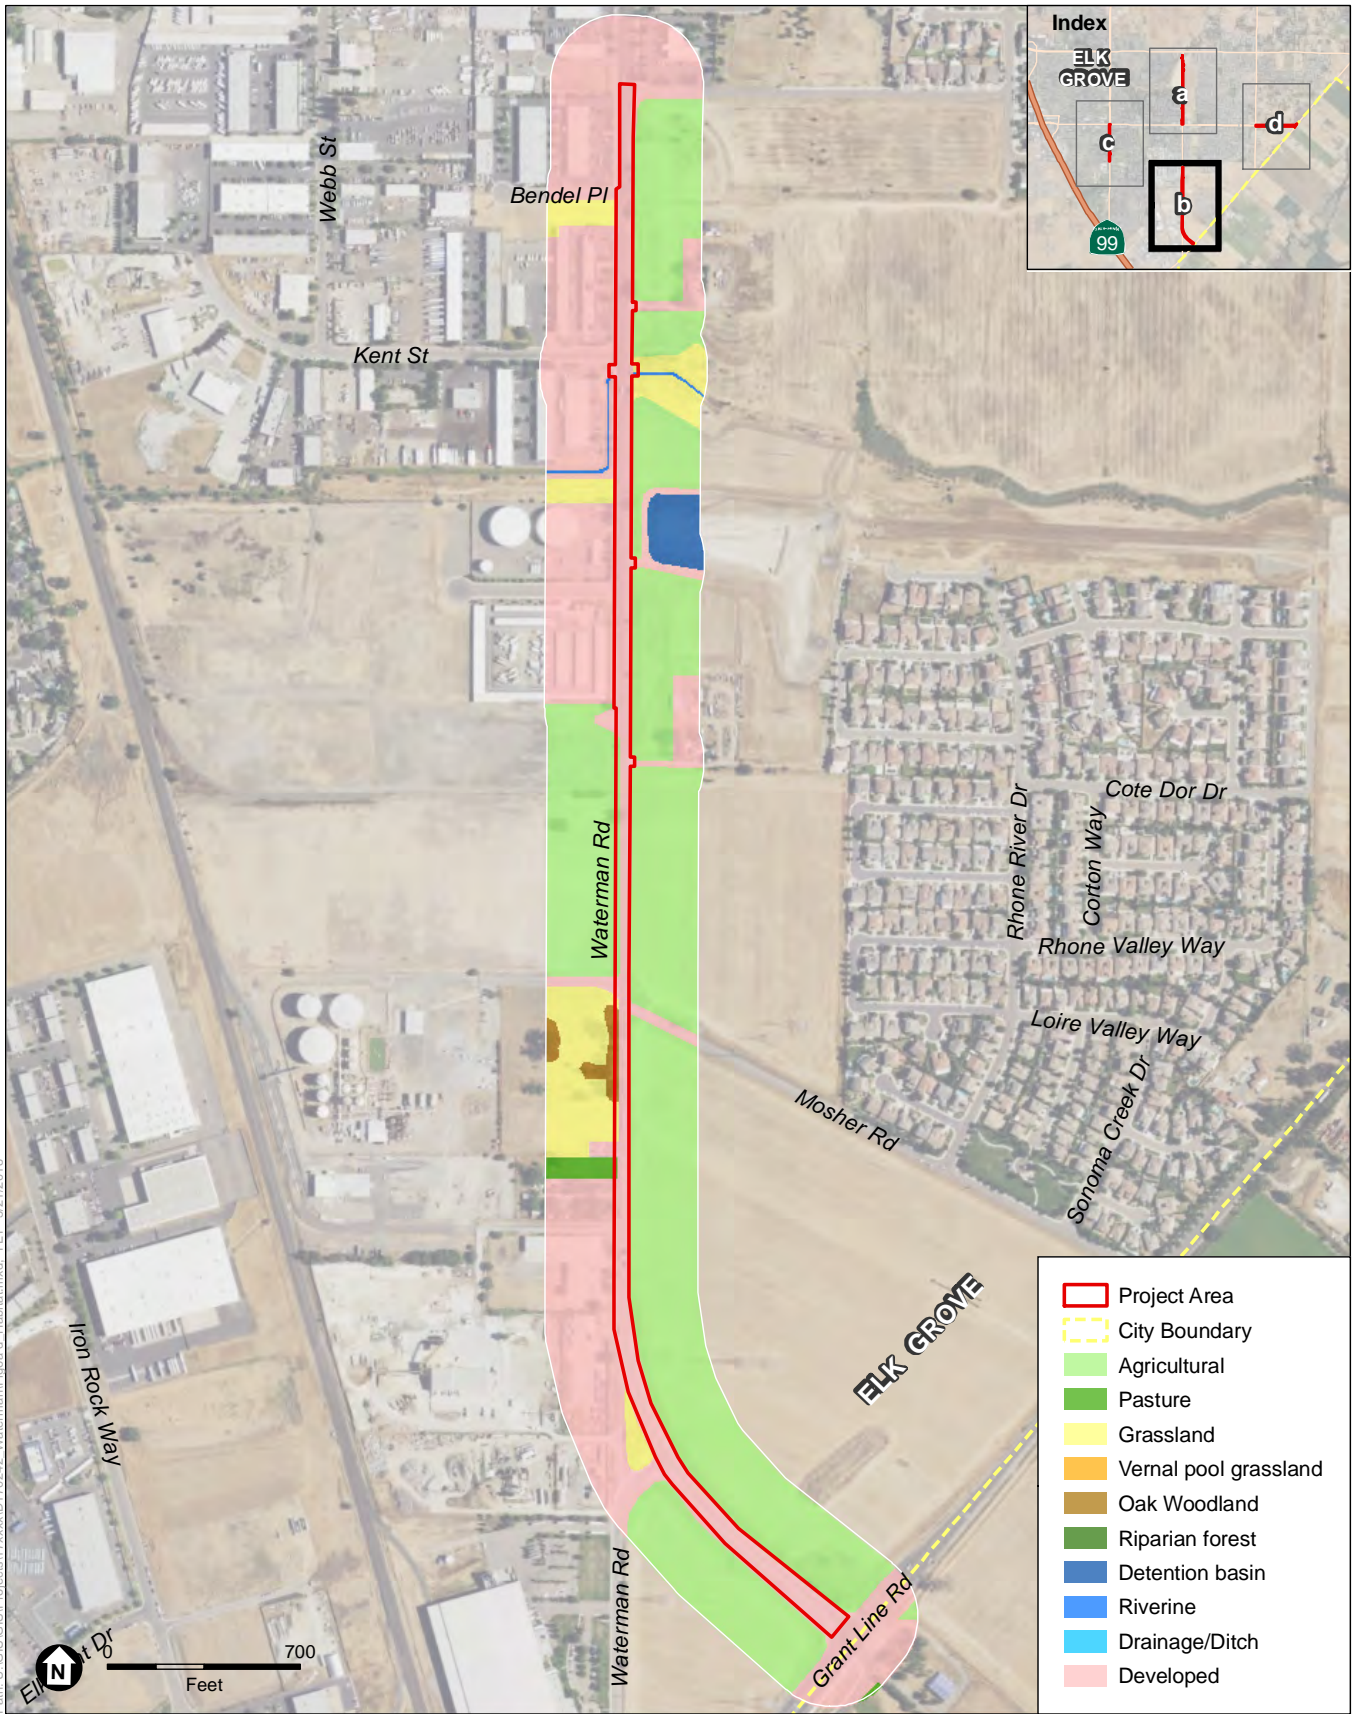 Index
ELK
GROVE
a
d
c
b
99
Webb St
Bendel Pl
Kent St
Cote Dor Dr
Rhone River Dr
Corton Way
Waterman Rd
Rhone Valley Way
Loire Valley Way
Mosher Rd
Sonoma Creek Dr
ELK GROVE
Iron Rock Way
Waterman Rd
Grant Line Rd
Project Area
City Boundary
Agricultural
Pasture
Grassland
Vernal pool grassland
Oak Woodland
Riparian forest
Detention basin
Riverine
Drainage/Ditch
Developed
N
0
700
Feet
Dr